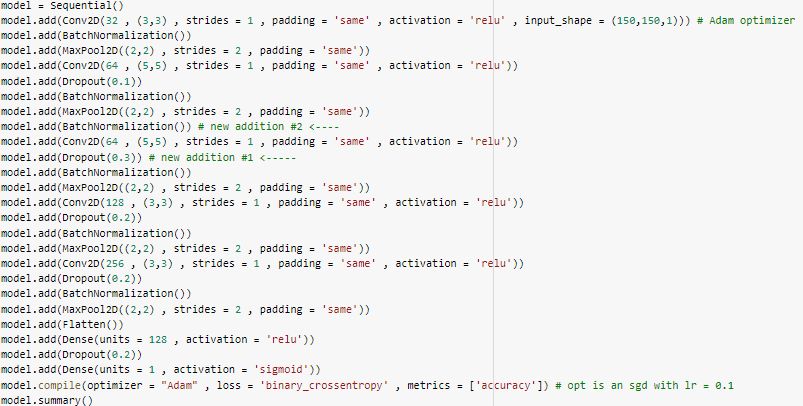 model = Sequential()
model.add(Conv2D(32 , (3,3) , strides = 1 , padding = 'same' , activation = 'relu' , input_shape = (150,150,1))) # Adam optimizer
model.add(BatchNormalization())
model.add(MaxPool2D((2,2) , strides = 2 , padding = 'same'))
model.add(Conv2D(64 , (5,5) , strides = 1 , padding = 'same' , activation = 'relu'))
model.add(Dropout(0.1))
model.add(BatchNormalization())
model.add(MaxPool2D((2,2) , strides = 2 , padding = 'same'))
model.add(BatchNormalization()) # new addition #2 <----
model.add(Conv2D(64 , (5,5) , strides = 1 , padding = 'same' , activation = 'relu'))
model.add(Dropout(0.3)) # new addition #1 <-----
model.add(BatchNormalization())
model.add(MaxPool2D((2,2) , strides = 2 , padding = 'same'))
model.add(Conv2D(128 , (3,3) , strides = 1 , padding = 'same' , activation = 'relu'))
model.add(Dropout(0.2))
model.add(BatchNormalization())
model.add(MaxPool2D((2,2) , strides = 2 , padding = 'same'))
model.add(Conv2D(256 , (3,3) , strides = 1 , padding = 'same' , activation = 'relu'))
model.add(Dropout(0.2))
model.add(BatchNormalization())
model.add(MaxPool2D((2,2) , strides = 2 , padding = 'same'))
model.add(Flatten())
model.add(Dense(units = 128 , activation = 'relu'))
model.add(Dropout(0.2))
model.add(Dense(units = 1 , activation = 'sigmoid'))
model.compile(optimizer = "Adam" , loss = 'binary_crossentropy' , metrics = ['accuracy']) # opt is an sgd with lr = 0.1
model.summary()